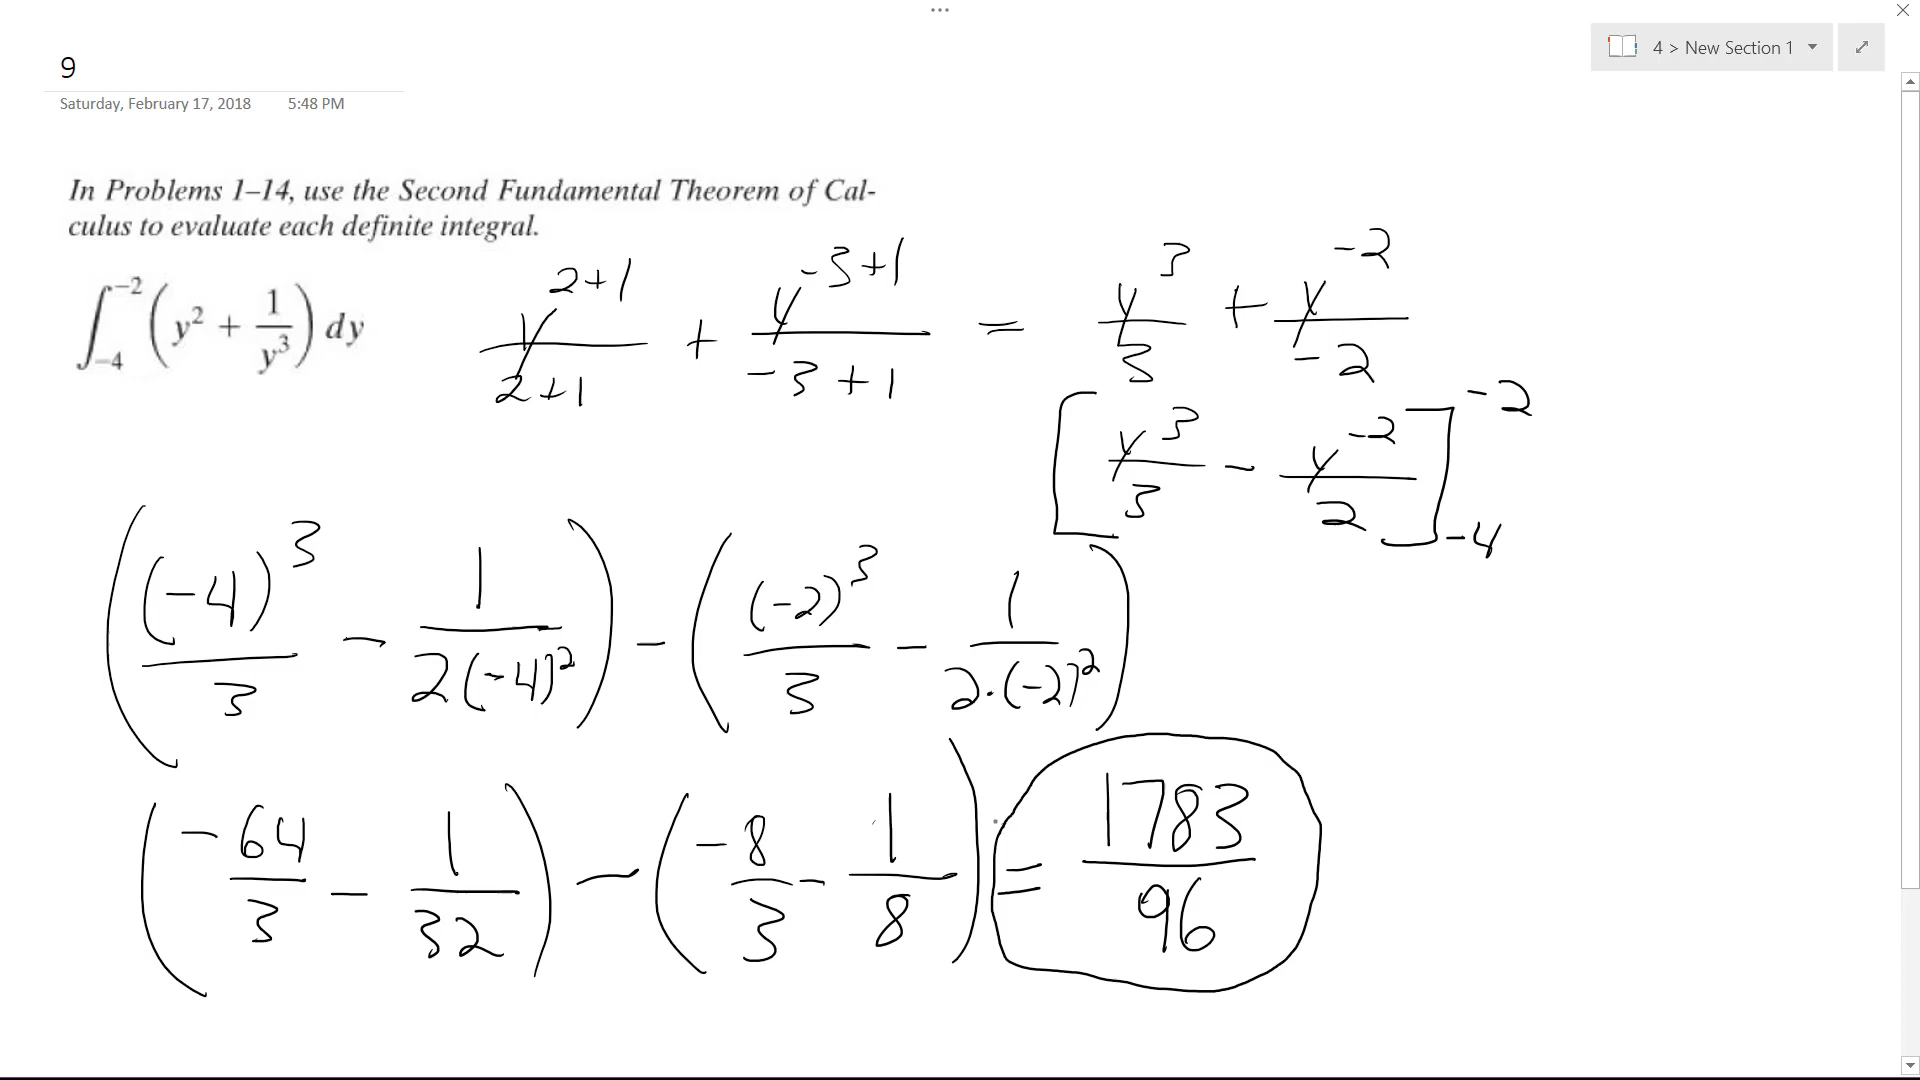 4 > New Section 1
9
Saturday, February 17, 2018 5:48 PM
In Problems 1–14, use the Second Fundamental Theorem of Cal-
culus to evaluate each definite integral.
∫_{-4}^{-2} (y² + 1/y³) dy
y^{2+1}/(2+1) + y^{-3+1}/(-3+1) = y^3/3 + y^{-2}/(-2)
[y^3/3 - y^{-2}/2]_{-4}^{-2}
((-4)^3/3 - 1/(2(-4)^2)) - ((-2)^3/3 - 1/(2·(-2)^2))
(-64/3 - 1/32) - (-8/3 - 1/8) = 1783/96